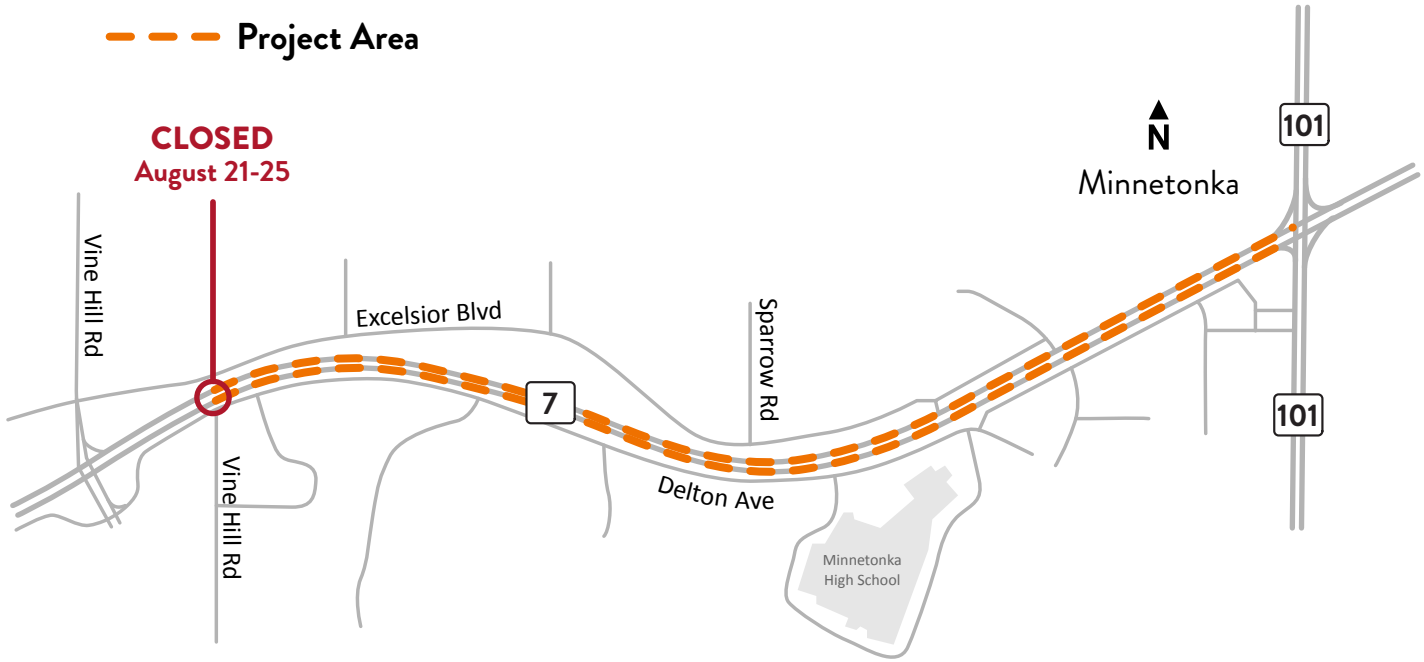 Project Area
CLOSED
August 21-25
N
Minnetonka
101
Vine Hill Rd
Excelsior Blvd
Sparrow Rd
7
101
Vine Hill Rd
Delton Ave
Minnetonka
High School